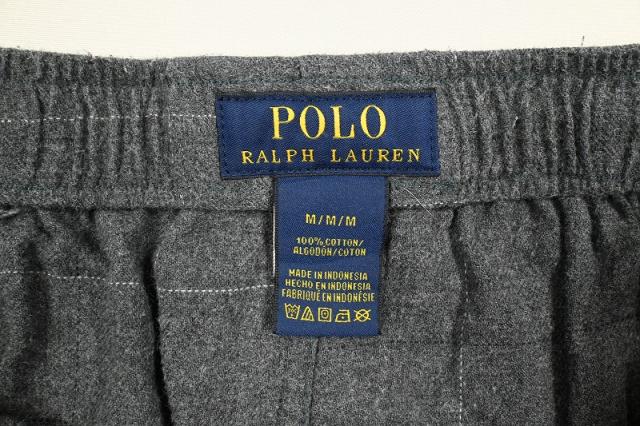 POLO
RALPH LAUREN
M/M/M
100% COTTON/
ALGODÓN/COTON
MADE IN INDONESIA
HECHO EN INDONESIA
FABRIQUÉ EN INDONÉSIE